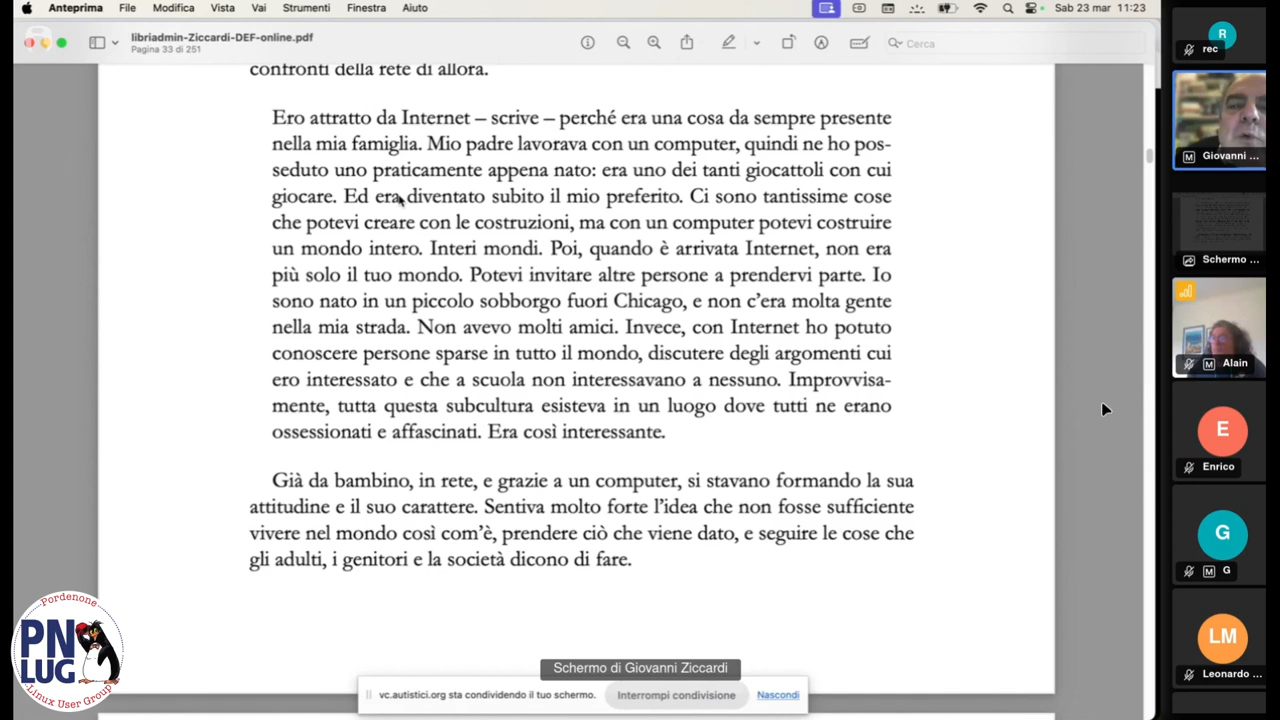 Anteprima File Modifica Vista Vai Strumenti Finestra Aiuto Sab 23 mar 11:23
libriadmin-Ziccardi-DEF-online.pdf
Pagina 33 di 251
Cerca
confronti della rete di allora.
Ero attratto da Internet – scrive – perché era una cosa da sempre presente
nella mia famiglia. Mio padre lavorava con un computer, quindi ne ho pos-
seduto uno praticamente appena nato: era uno dei tanti giocattoli con cui
giocare. Ed era diventato subito il mio preferito. Ci sono tantissime cose
che potevi creare con le costruzioni, ma con un computer potevi costruire
un mondo intero. Interi mondi. Poi, quando è arrivata Internet, non era
più solo il tuo mondo. Potevi invitare altre persone a prendervi parte. Io
sono nato in un piccolo sobborgo fuori Chicago, e non c’era molta gente
nella mia strada. Non avevo molti amici. Invece, con Internet ho potuto
conoscere persone sparse in tutto il mondo, discutere degli argomenti cui
ero interessato e che a scuola non interessavano a nessuno. Improvvisa-
mente, tutta questa subcultura esisteva in un luogo dove tutti ne erano
ossessionati e affascinati. Era così interessante.
Già da bambino, in rete, e grazie a un computer, si stavano formando la sua
attitudine e il suo carattere. Sentiva molto forte l’idea che non fosse sufficiente
vivere nel mondo così com’è, prendere ciò che viene dato, e seguire le cose che
gli adulti, i genitori e la società dicono di fare.
Schermo di Giovanni Ziccardi
vc.autistici.org sta condividendo il tuo schermo. Interrompi condivisione Nascondi
Pordenone
PN
LUG
Linux User Group
R
rec
M Giovanni ...
Schermo ...
M Alain
E
Enrico
G
M G
LM
Leonardo ...